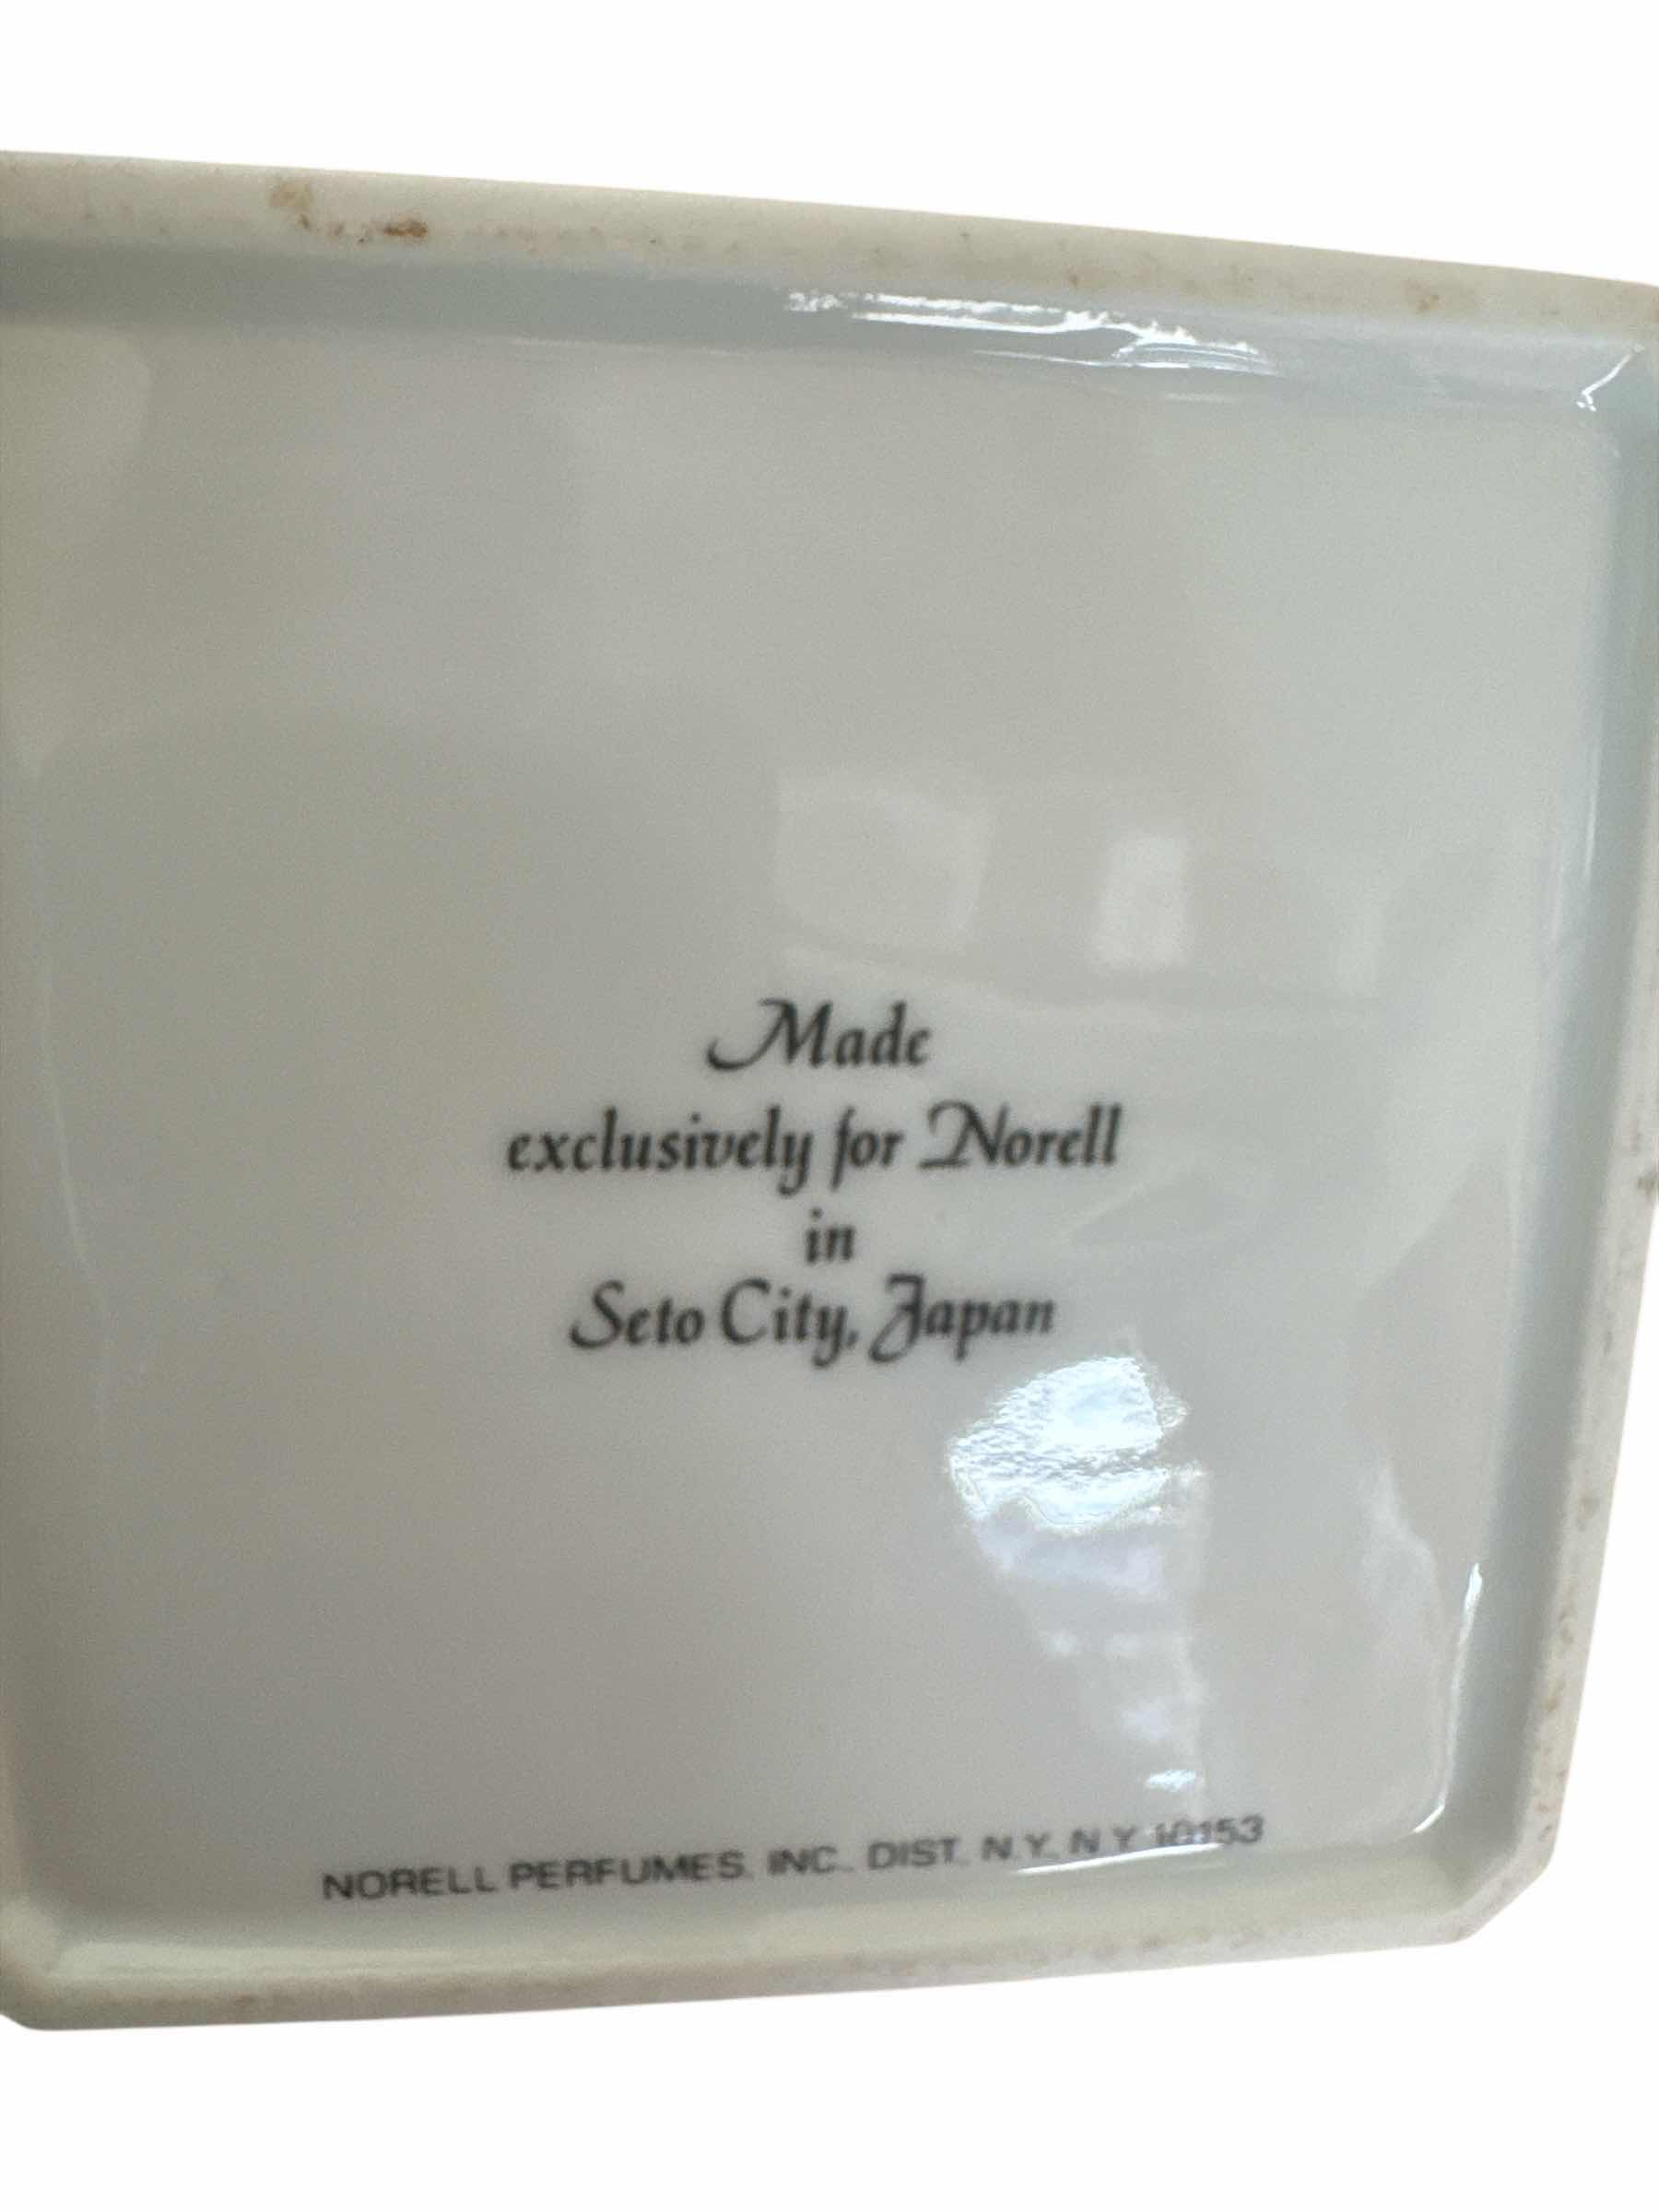 Made
exclusively for Norell
in
Seto City, Japan
NORELL PERFUMES, INC., DIST. N.Y., N.Y. 10153